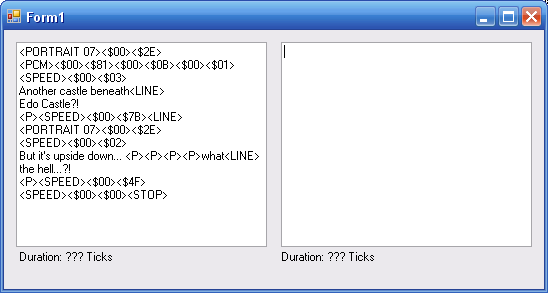 Form1
<PORTRAIT 07><$00><$2E>
<PCM><$00><$81><$00><$0B><$00><$01>
<SPEED><$00><$03>
Another castle beneath<LINE>
Edo Castle?!
<P><SPEED><$00><$7B><LINE>
<PORTRAIT 07><$00><$2E>
<SPEED><$00><$02>
But it's upside down... <P><P><P><P>what<LINE>
the hell...?!
<P><SPEED><$00><$4F>
<SPEED><$00><$00><STOP>
Duration: ??? Ticks
Duration: ??? Ticks